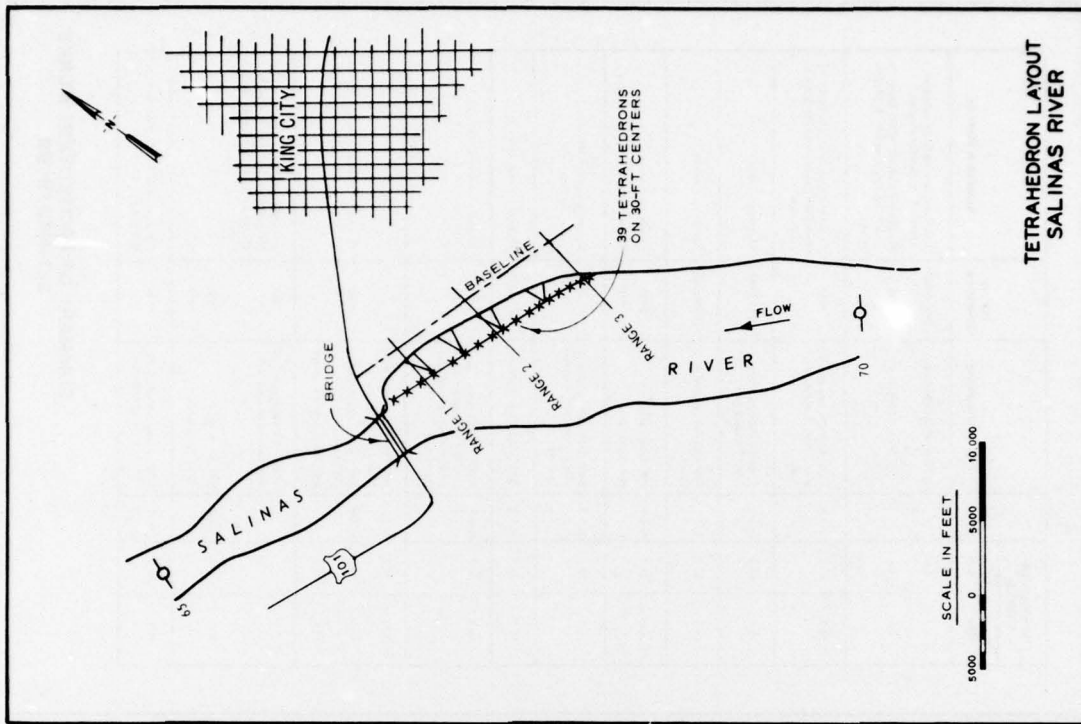 KING CITY
BASELINE
39 TETRAHEDRONS
ON 30-FT CENTERS
BRIDGE
RANGE 1
RANGE 2
RANGE 3
FLOW
RIVER
SALINAS
101
65
70
SCALE IN FEET
5000 0 5000 10,000
TETRAHEDRON LAYOUT
SALINAS RIVER